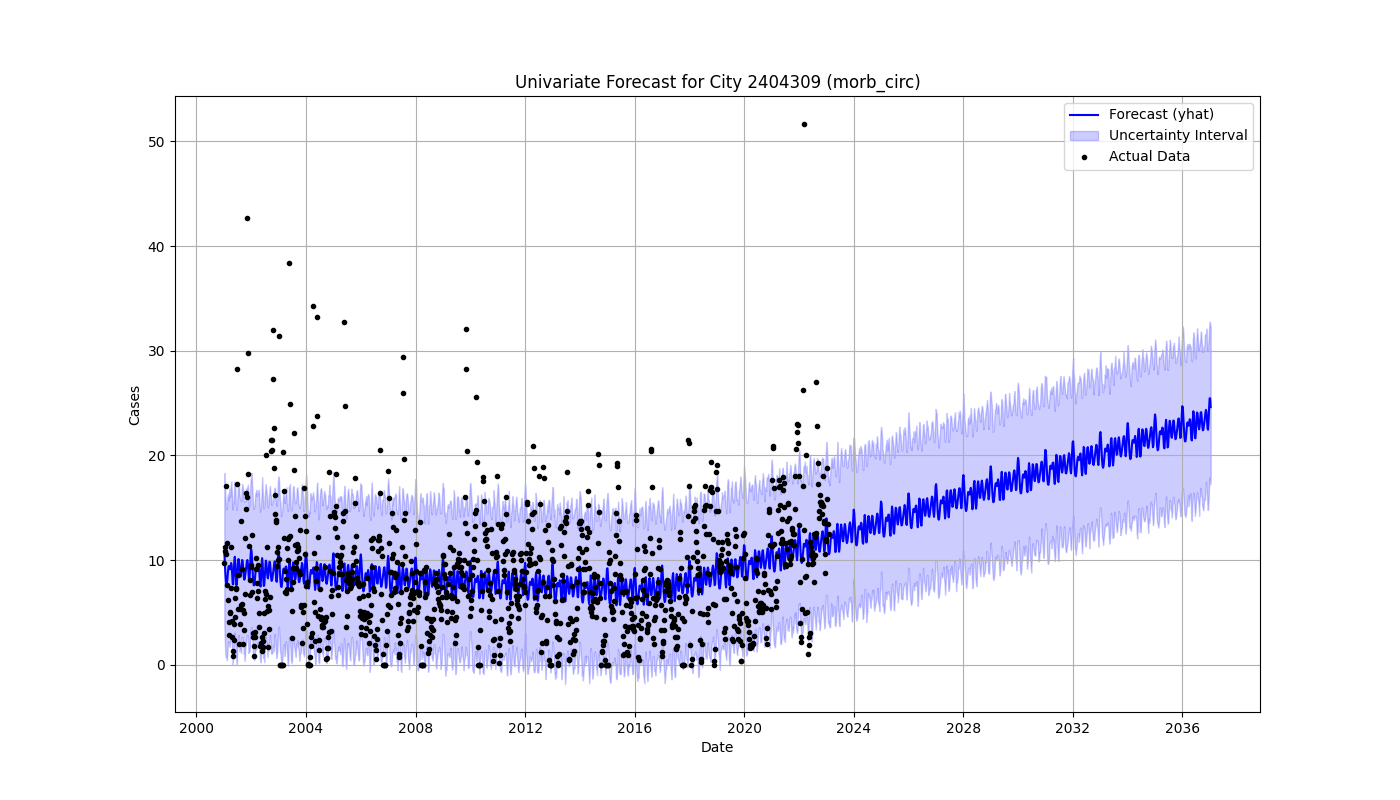 Univariate Forecast for City 2404309 (morb_circ)
Forecast (yhat)
Uncertainty Interval
Actual Data
50
40
30
20
10
0
Cases
2000 2004 2008 2012 2016 2020 2024 2028 2032 2036
Date